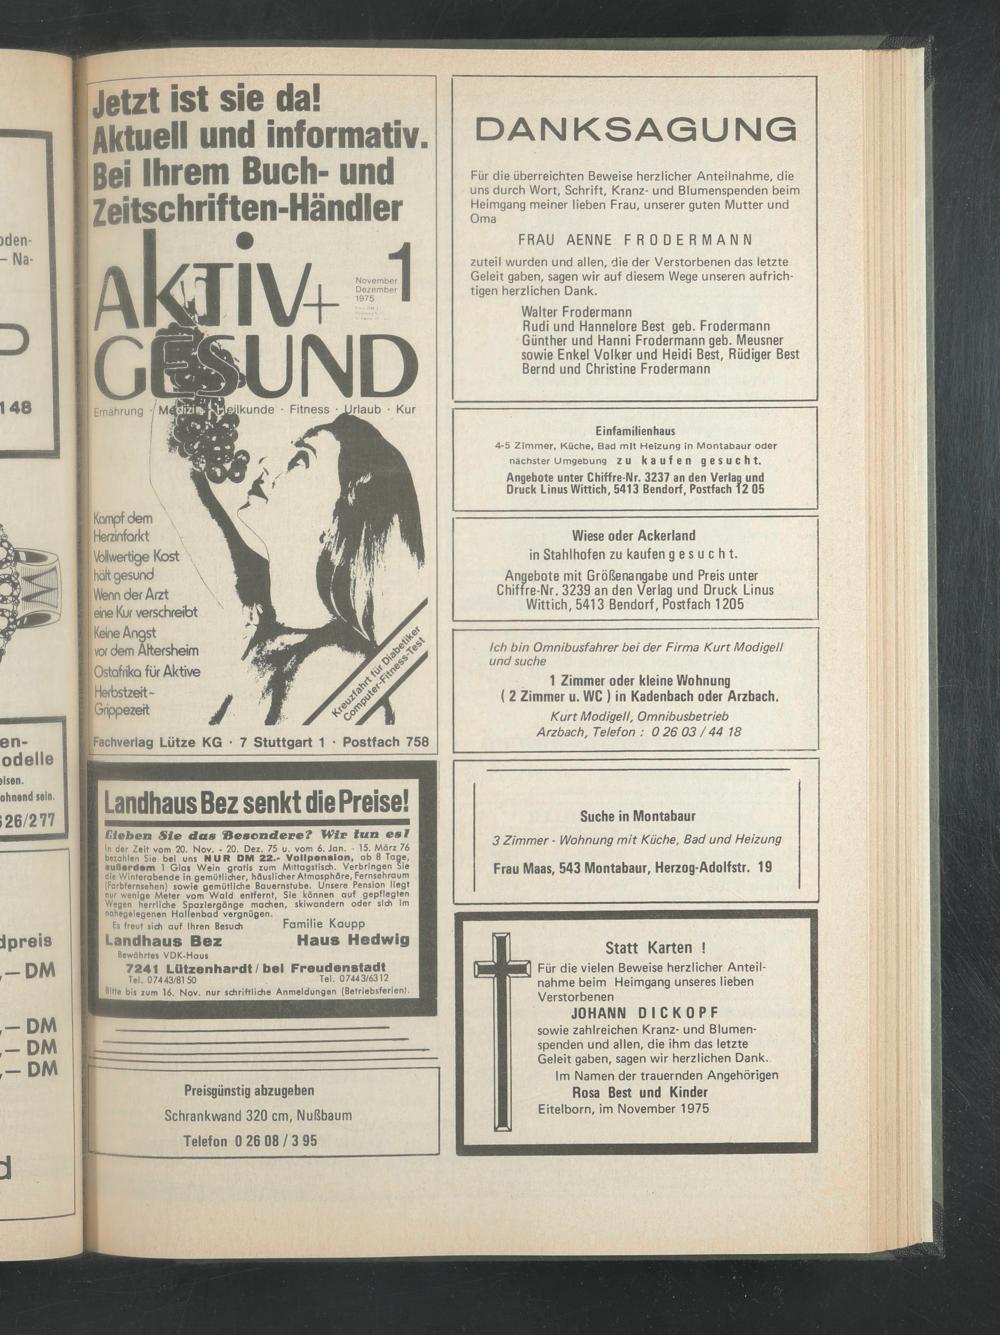 oden-
– Na-
148
en-
odelle
eisen.
ohnend sein.
626/277
dpreis
,– DM
,– DM
,– DM
,– DM
d
Jetzt ist sie da!
Aktuell und informativ.
Bei Ihrem Buch- und
Zeitschriften-Händler
AKTIV+ 1
November
Dezember
1975
GESUND
Ernährung · Medizin · Heilkunde · Fitness · Urlaub · Kur
Kampf dem
Herzinfarkt
Vollwertige Kost
hält gesund
Wenn der Arzt
eine Kur verschreibt
Keine Angst
vor dem Altersheim
Ostafrika für Aktive
Herbstzeit-
Grippezeit
Kreuzfahrt für Diabetiker
Computer-Fitness-Test
Fachverlag Lütze KG · 7 Stuttgart 1 · Postfach 758
Landhaus Bez senkt die Preise!
Lieben Sie das Besondere? Wir tun es!
In der Zeit vom 20. Nov. - 20. Dez. 75 u. vom 6. Jan. - 15. März 76
bezahlen Sie bei uns NUR DM 22.- Vollpension, ab 8 Tage,
außerdem 1 Glas Wein gratis zum Mittagstisch. Verbringen Sie
die Winterabende in gemütlicher, häuslicher Atmosphäre, Fernsehraum
(Farbfernsehen) sowie gemütliche Bauernstube. Unsere Pension liegt
nur wenige Meter vom Wald entfernt, Sie können auf gepflegten
Wegen herrliche Spaziergänge machen, skiwandern oder sich im
nahegelegenen Hallenbad vergnügen.
Es freut sich auf Ihren Besuch Familie Kaupp
Landhaus Bez Haus Hedwig
Bewährtes VDK-Haus
7241 Lützenhardt / bei Freudenstadt
Tel. 07443/8150 Tel. 07443/6312
Bitte bis zum 16. Nov. nur schriftliche Anmeldungen (Betriebsferien).
Preisgünstig abzugeben
Schrankwand 320 cm, Nußbaum
Telefon 0 26 08 / 3 95
DANKSAGUNG
Für die überreichten Beweise herzlicher Anteilnahme, die
uns durch Wort, Schrift, Kranz- und Blumenspenden beim
Heimgang meiner lieben Frau, unserer guten Mutter und
Oma
FRAU AENNE FRODERMANN
zuteil wurden und allen, die der Verstorbenen das letzte
Geleit gaben, sagen wir auf diesem Wege unseren aufrich-
tigen herzlichen Dank.
Walter Frodermann
Rudi und Hannelore Best geb. Frodermann
Günther und Hanni Frodermann geb. Meusner
sowie Enkel Volker und Heidi Best, Rüdiger Best
Bernd und Christine Frodermann
Einfamilienhaus
4-5 Zimmer, Küche, Bad mit Heizung in Montabaur oder
nächster Umgebung zu kaufen gesucht.
Angebote unter Chiffre-Nr. 3237 an den Verlag und
Druck Linus Wittich, 5413 Bendorf, Postfach 12 05
Wiese oder Ackerland
in Stahlhofen zu kaufen gesucht.
Angebote mit Größenangabe und Preis unter
Chiffre-Nr. 3239 an den Verlag und Druck Linus
Wittich, 5413 Bendorf, Postfach 1205
Ich bin Omnibusfahrer bei der Firma Kurt Modigell
und suche
1 Zimmer oder kleine Wohnung
( 2 Zimmer u. WC ) in Kadenbach oder Arzbach.
Kurt Modigell, Omnibusbetrieb
Arzbach, Telefon : 0 26 03 / 44 18
Suche in Montabaur
3 Zimmer - Wohnung mit Küche, Bad und Heizung
Frau Maas, 543 Montabaur, Herzog-Adolfstr. 19
Statt Karten !
Für die vielen Beweise herzlicher Anteil-
nahme beim Heimgang unseres lieben
Verstorbenen
JOHANN DICKOPF
sowie zahlreichen Kranz- und Blumen-
spenden und allen, die ihm das letzte
Geleit gaben, sagen wir herzlichen Dank.
Im Namen der trauernden Angehörigen
Rosa Best und Kinder
Eitelborn, im November 1975